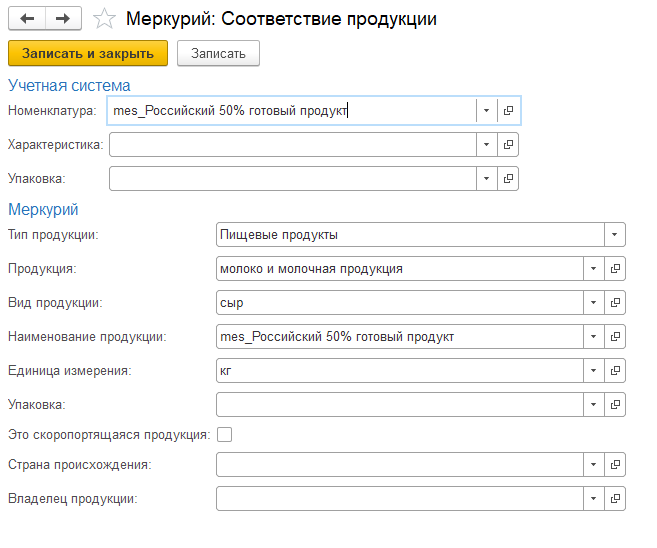 Меркурий: Соответствие продукции
Записать и закрыть Записать
Учетная система
Номенклатура: mes_Российский 50% готовый продукт
Характеристика:
Упаковка:
Меркурий
Тип продукции: Пищевые продукты
Продукция: молоко и молочная продукция
Вид продукции: сыр
Наименование продукции: mes_Российский 50% готовый продукт
Единица измерения: кг
Упаковка:
Это скоропортящаяся продукция:
Страна происхождения:
Владелец продукции: